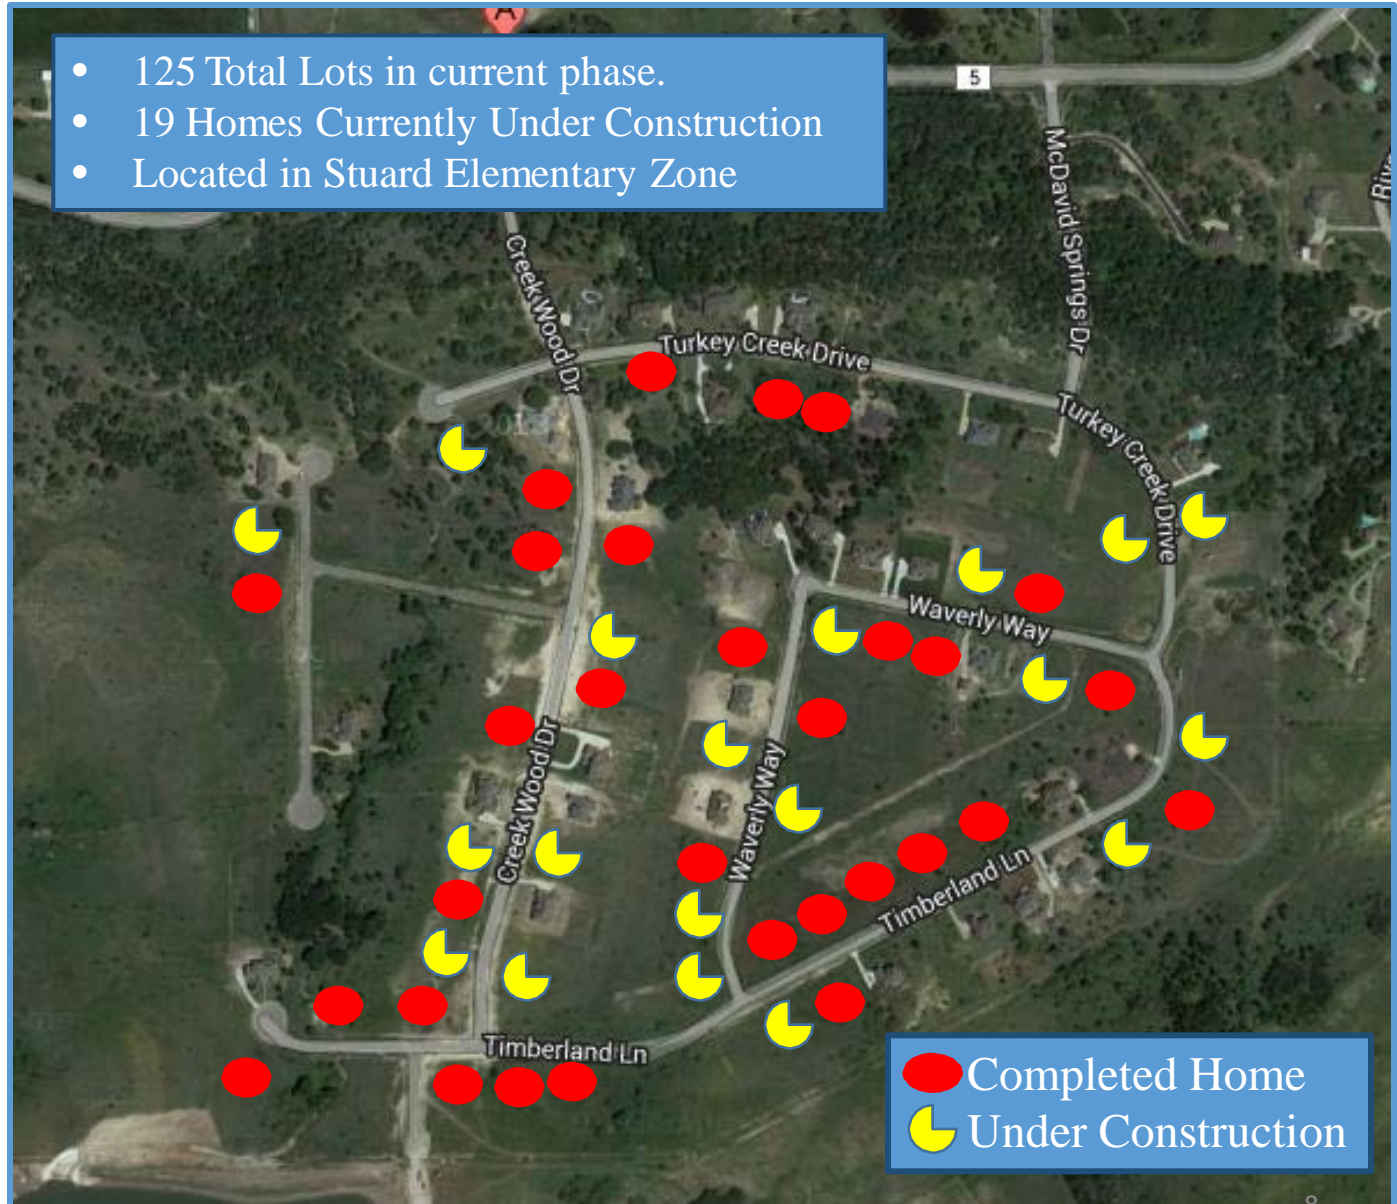 A
• 125 Total Lots in current phase.
• 19 Homes Currently Under Construction
• Located in Stuard Elementary Zone
5
McDavid Springs Dr
Creek Wood Dr
Turkey Creek Drive
Turkey Creek Drive
Waverly Way
Creek Wood Dr
Waverly Way
Timberland Ln
Timberland Ln
Completed Home
Under Construction